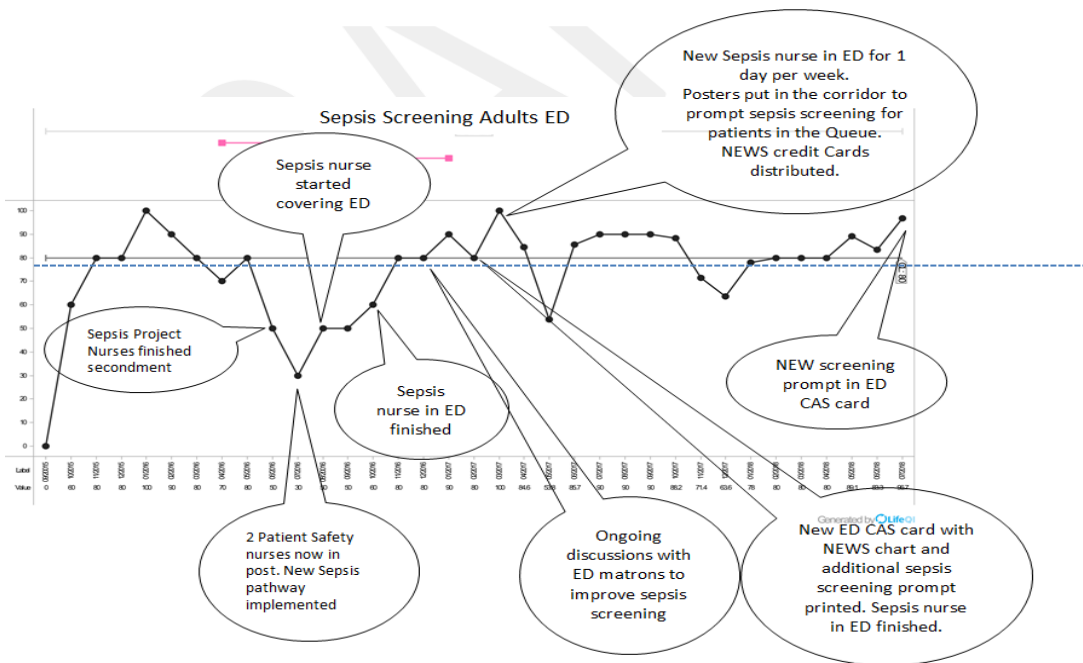 New Sepsis nurse in ED for 1
day per week.
Posters put in the corridor to
prompt sepsis screening for
patients in the Queue.
NEWS credit Cards
distributed.
Sepsis Screening Adults ED
Sepsis nurse
started
covering ED
100
90
80
70
60
50
40
30
20
10
0
Sepsis Project
Nurses finished
secondment
Sepsis
nurse in ED
finished
NEW screening
prompt in ED
CAS card
Label
Value 0 60 80 80 100 90 80 70 80 50 30 50 50 60 80 80 90 80 100 84.6 53.8 85.7 90 90 90 90 88.2 71.4 63.6 78 80 80 80
Generated by LifeQI
2 Patient Safety
nurses now in
post. New Sepsis
pathway
implemented
Ongoing
discussions with
ED matrons to
improve sepsis
screening
New ED CAS card with
NEWS chart and
additional sepsis
screening prompt
printed. Sepsis nurse
in ED finished.